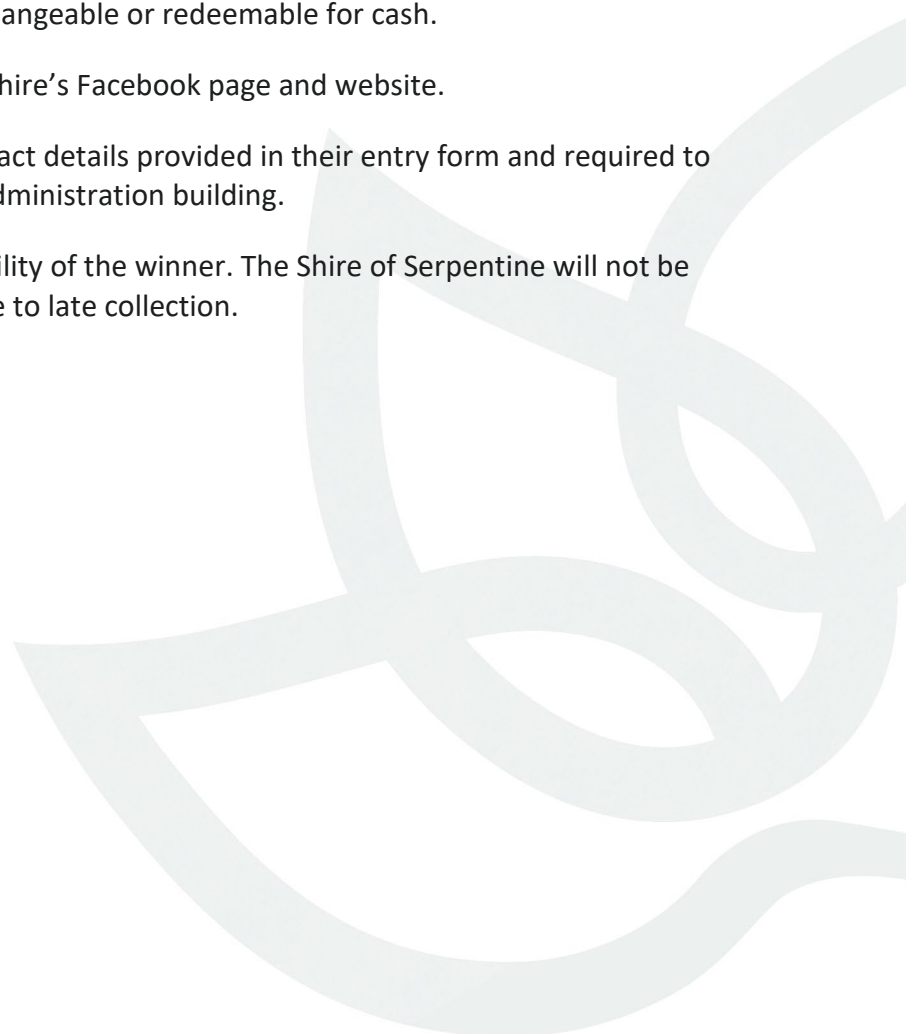 angeable or redeemable for cash.
hire’s Facebook page and website.
act details provided in their entry form and required to
dministration building.
ility of the winner. The Shire of Serpentine will not be
e to late collection.